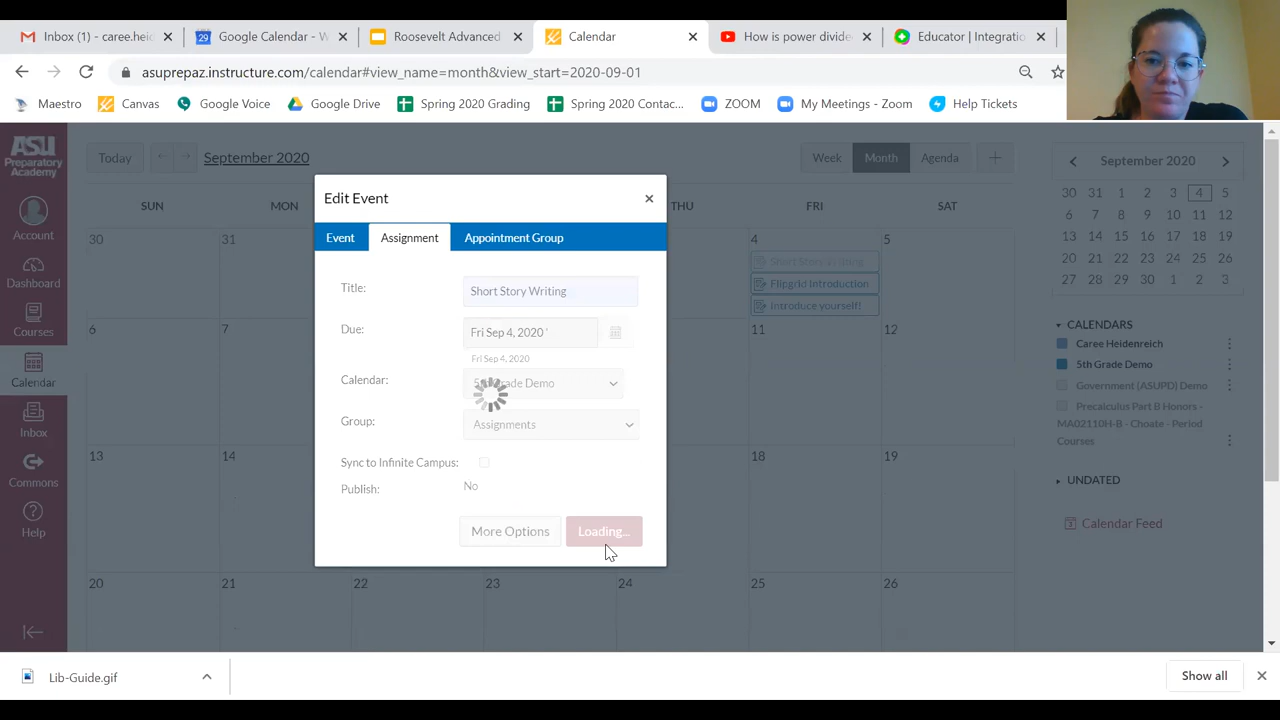 Inbox (1) - caree.heid
Google Calendar - W
Roosevelt Advanced
Calendar
How is power divide
Educator | Integratio
asuprepaz.instructure.com/calendar#view_name=month&view_start=2020-09-01
Maestro
Canvas
Google Voice
Google Drive
Spring 2020 Grading
Spring 2020 Contac...
ZOOM
My Meetings - Zoom
Help Tickets
ASU
Preparatory
Academy
Account
Dashboard
Courses
Calendar
Inbox
Commons
Help
Today
September 2020
Week
Month
Agenda
SUN
MON
THU
FRI
SAT
30
31
4
5
Short Story Writing
Flipgrid Introduction
Introduce yourself!
6
7
11
12
13
14
18
19
20
21
22
23
24
25
26
Edit Event
Event
Assignment
Appointment Group
Title:
Short Story Writing
Due:
Fri Sep 4, 2020
Fri Sep 4, 2020
Calendar:
5th Grade Demo
Group:
Assignments
Sync to Infinite Campus:
Publish:
No
More Options
Loading...
September 2020
30 31 1 2 3 4 5
6 7 8 9 10 11 12
13 14 15 16 17 18 19
20 21 22 23 24 25 26
27 28 29 30 1 2 3
CALENDARS
Caree Heidenreich
5th Grade Demo
Government (ASUPD) Demo
Precalculus Part B Honors -
MA02110H-B - Choate - Period
Courses
UNDATED
Calendar Feed
Lib-Guide.gif
Show all